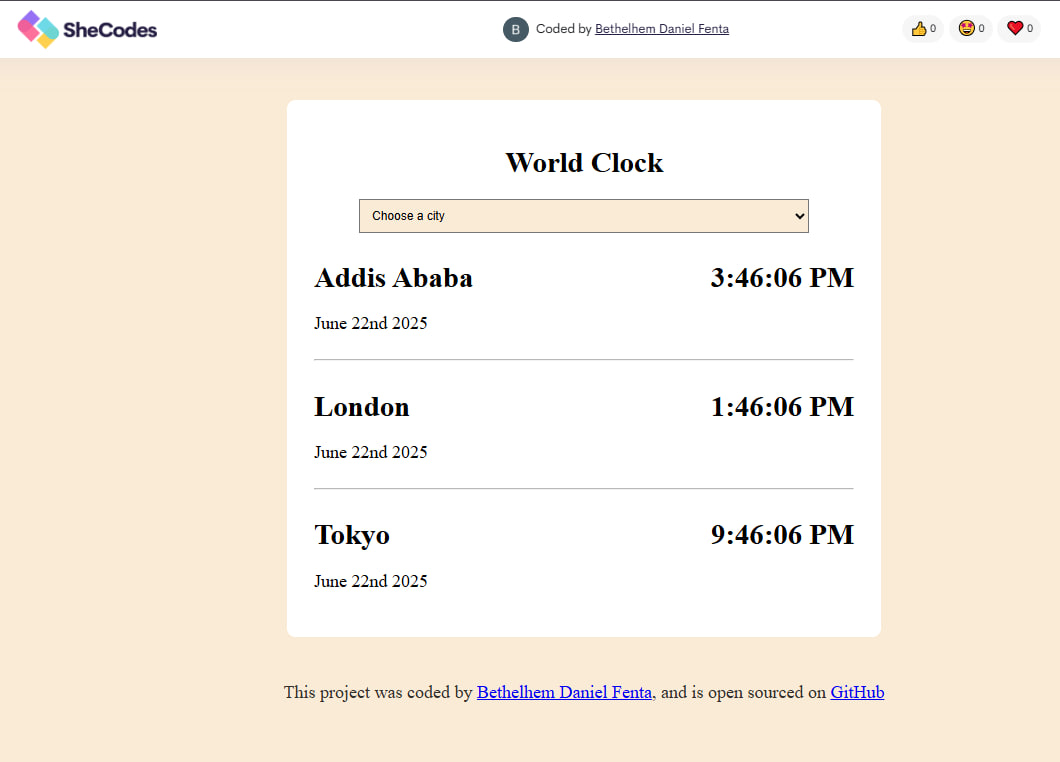 SheCodes
B Coded by Bethelhem Daniel Fenta
0 0 0
World Clock
Choose a city
Addis Ababa 3:46:06 PM
June 22nd 2025
London 1:46:06 PM
June 22nd 2025
Tokyo 9:46:06 PM
June 22nd 2025
This project was coded by Bethelhem Daniel Fenta, and is open sourced on GitHub